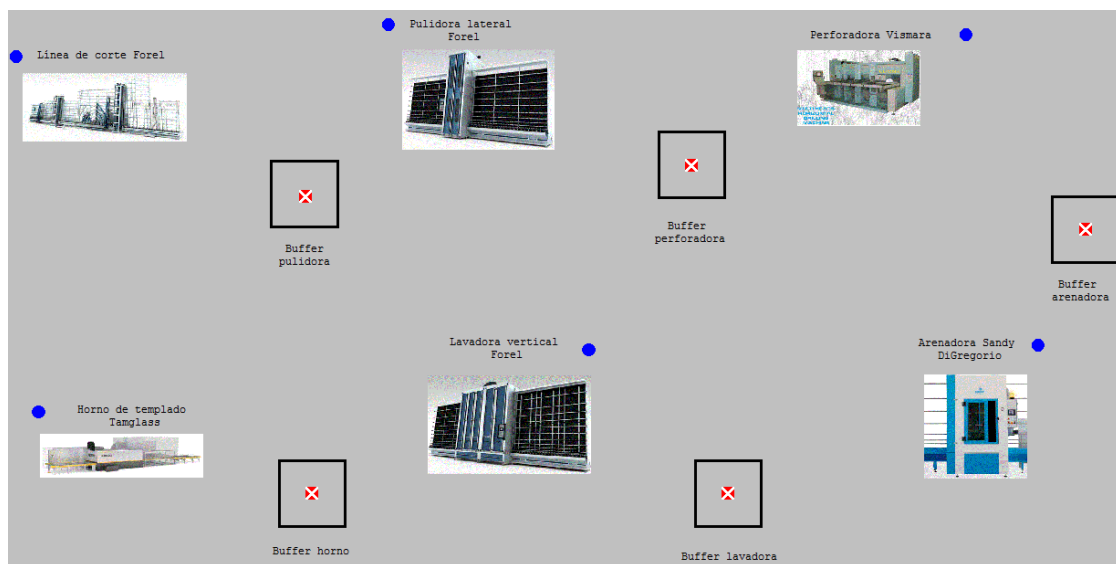 Pulidora lateral
Forel
Linea de corte Forel
Perforadora Vismara
Buffer
pulidora
Buffer
perforadora
Buffer
arenadora
Lavadora vertical
Forel
Arenadora Sandy
DiGregorio
Horno de templado
Tamglass
Buffer horno
Buffer lavadora